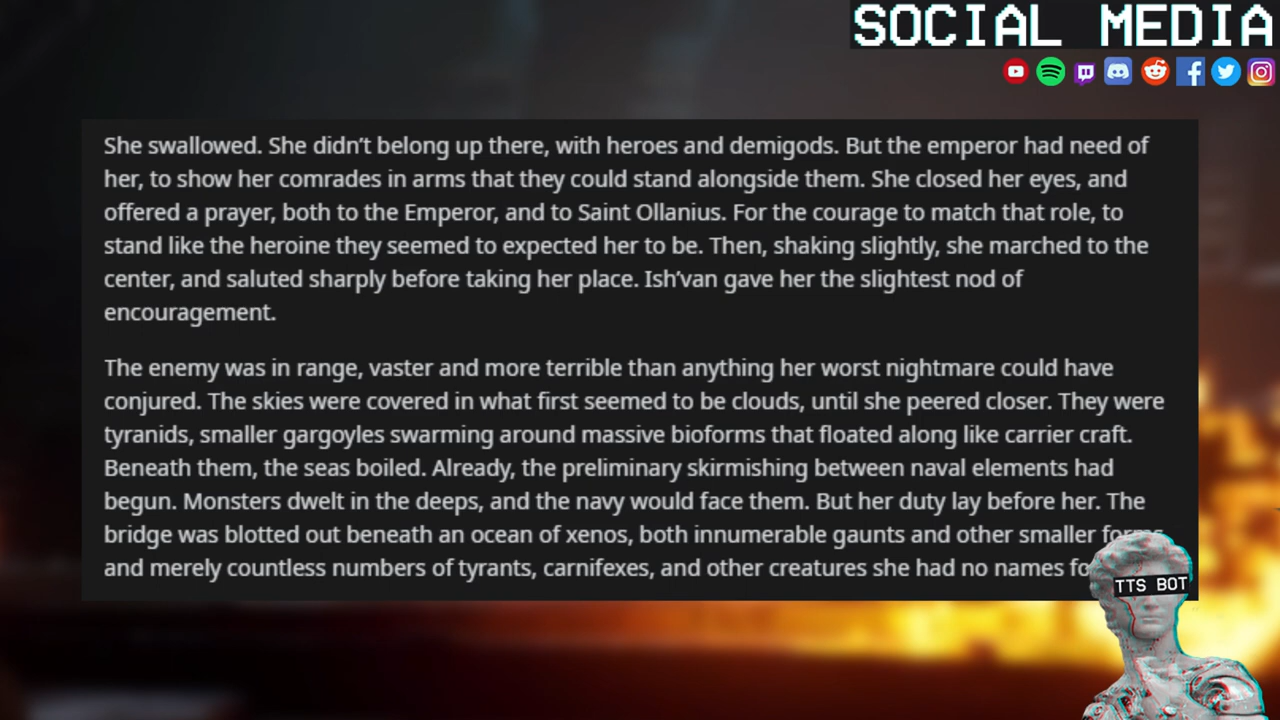 SOCIAL MEDIA
She swallowed. She didn't belong up there, with heroes and demigods. But the emperor had need of
her, to show her comrades in arms that they could stand alongside them. She closed her eyes, and
offered a prayer, both to the Emperor, and to Saint Ollanius. For the courage to match that role, to
stand like the heroine they seemed to expected her to be. Then, shaking slightly, she marched to the
center, and saluted sharply before taking her place. Ish'van gave her the slightest nod of
encouragement.
The enemy was in range, vaster and more terrible than anything her worst nightmare could have
conjured. The skies were covered in what first seemed to be clouds, until she peered closer. They were
tyranids, smaller gargoyles swarming around massive bioforms that floated along like carrier craft.
Beneath them, the seas boiled. Already, the preliminary skirmishing between naval elements had
begun. Monsters dwelt in the deeps, and the navy would face them. But her duty lay before her. The
bridge was blotted out beneath an ocean of xenos, both innumerable gaunts and other smaller forms
and merely countless numbers of tyrants, carnifexes, and other creatures she had no names
TTS BOT